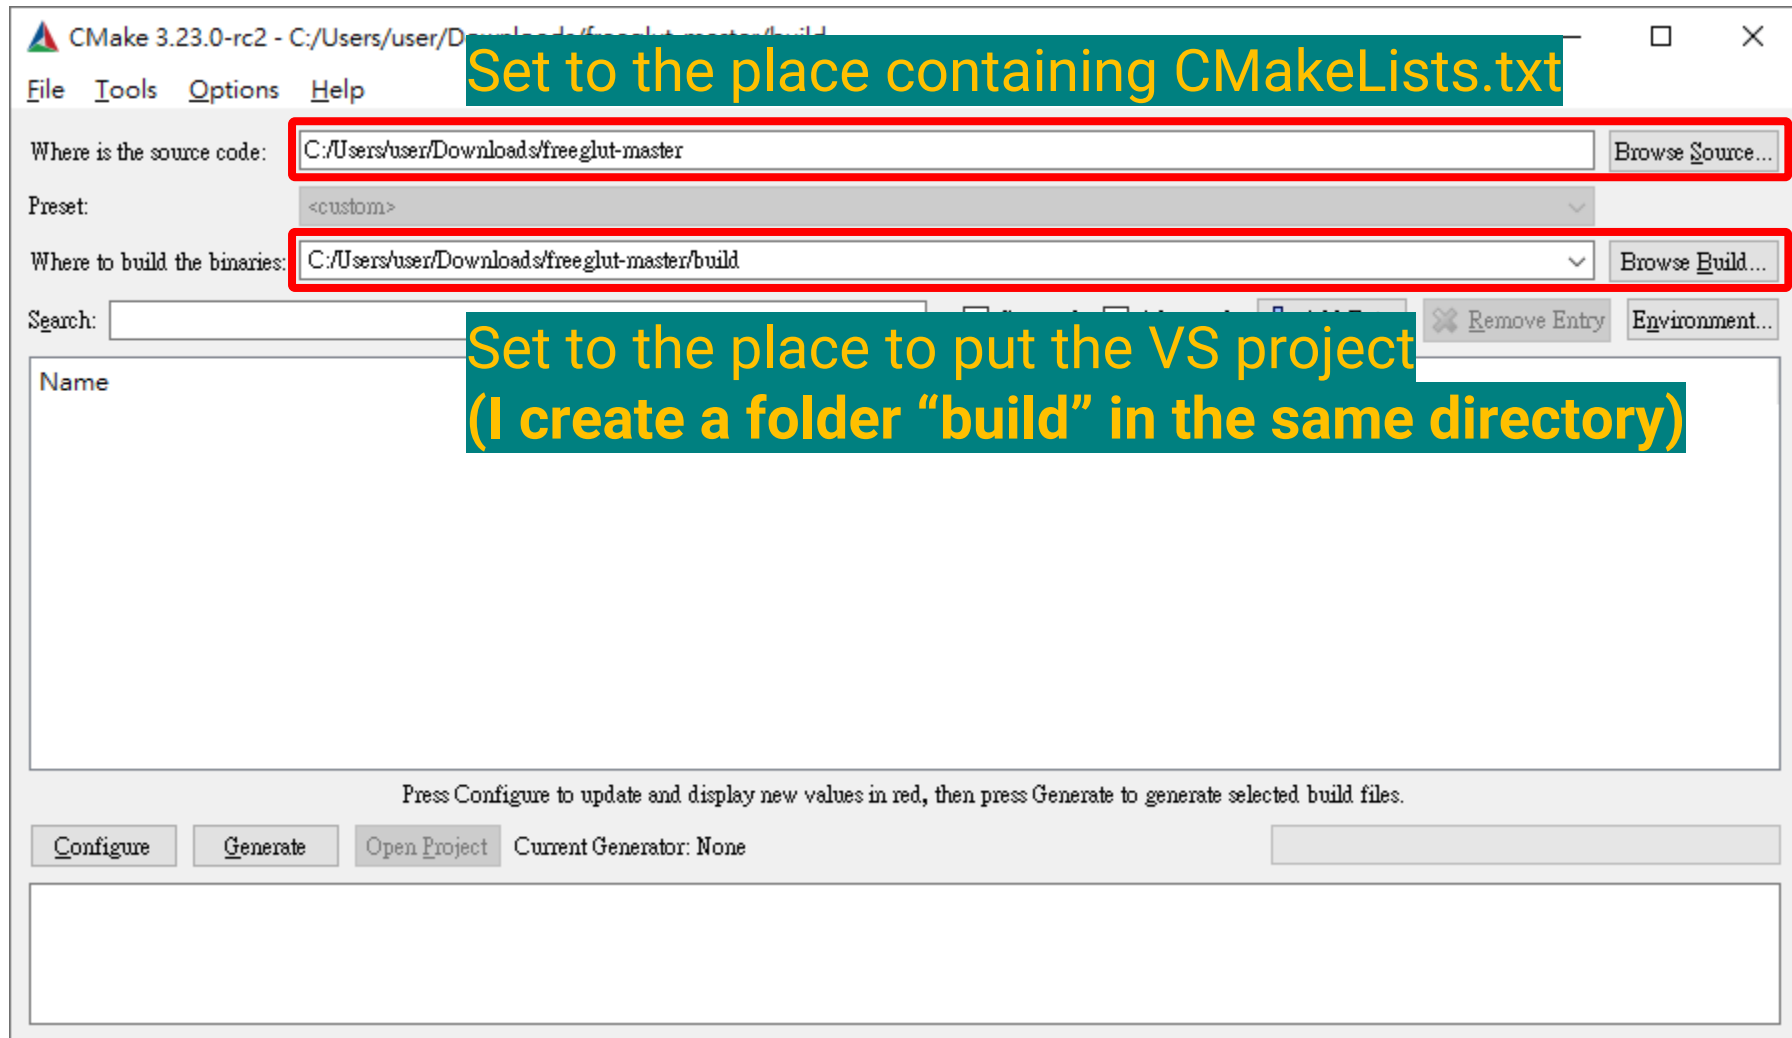 CMake 3.23.0-rc2 - C:/Users/user/Downloads/freeglut-master/build
Set to the place containing CMakeLists.txt
File Tools Options Help
Where is the source code: C:/Users/user/Downloads/freeglut-master Browse Source...
Preset: <custom>
Where to build the binaries: C:/Users/user/Downloads/freeglut-master/build Browse Build...
Search: Remove Entry Environment...
Set to the place to put the VS project
(I create a folder “build” in the same directory)
Name
Press Configure to update and display new values in red, then press Generate to generate selected build files.
Configure Generate Open Project Current Generator: None